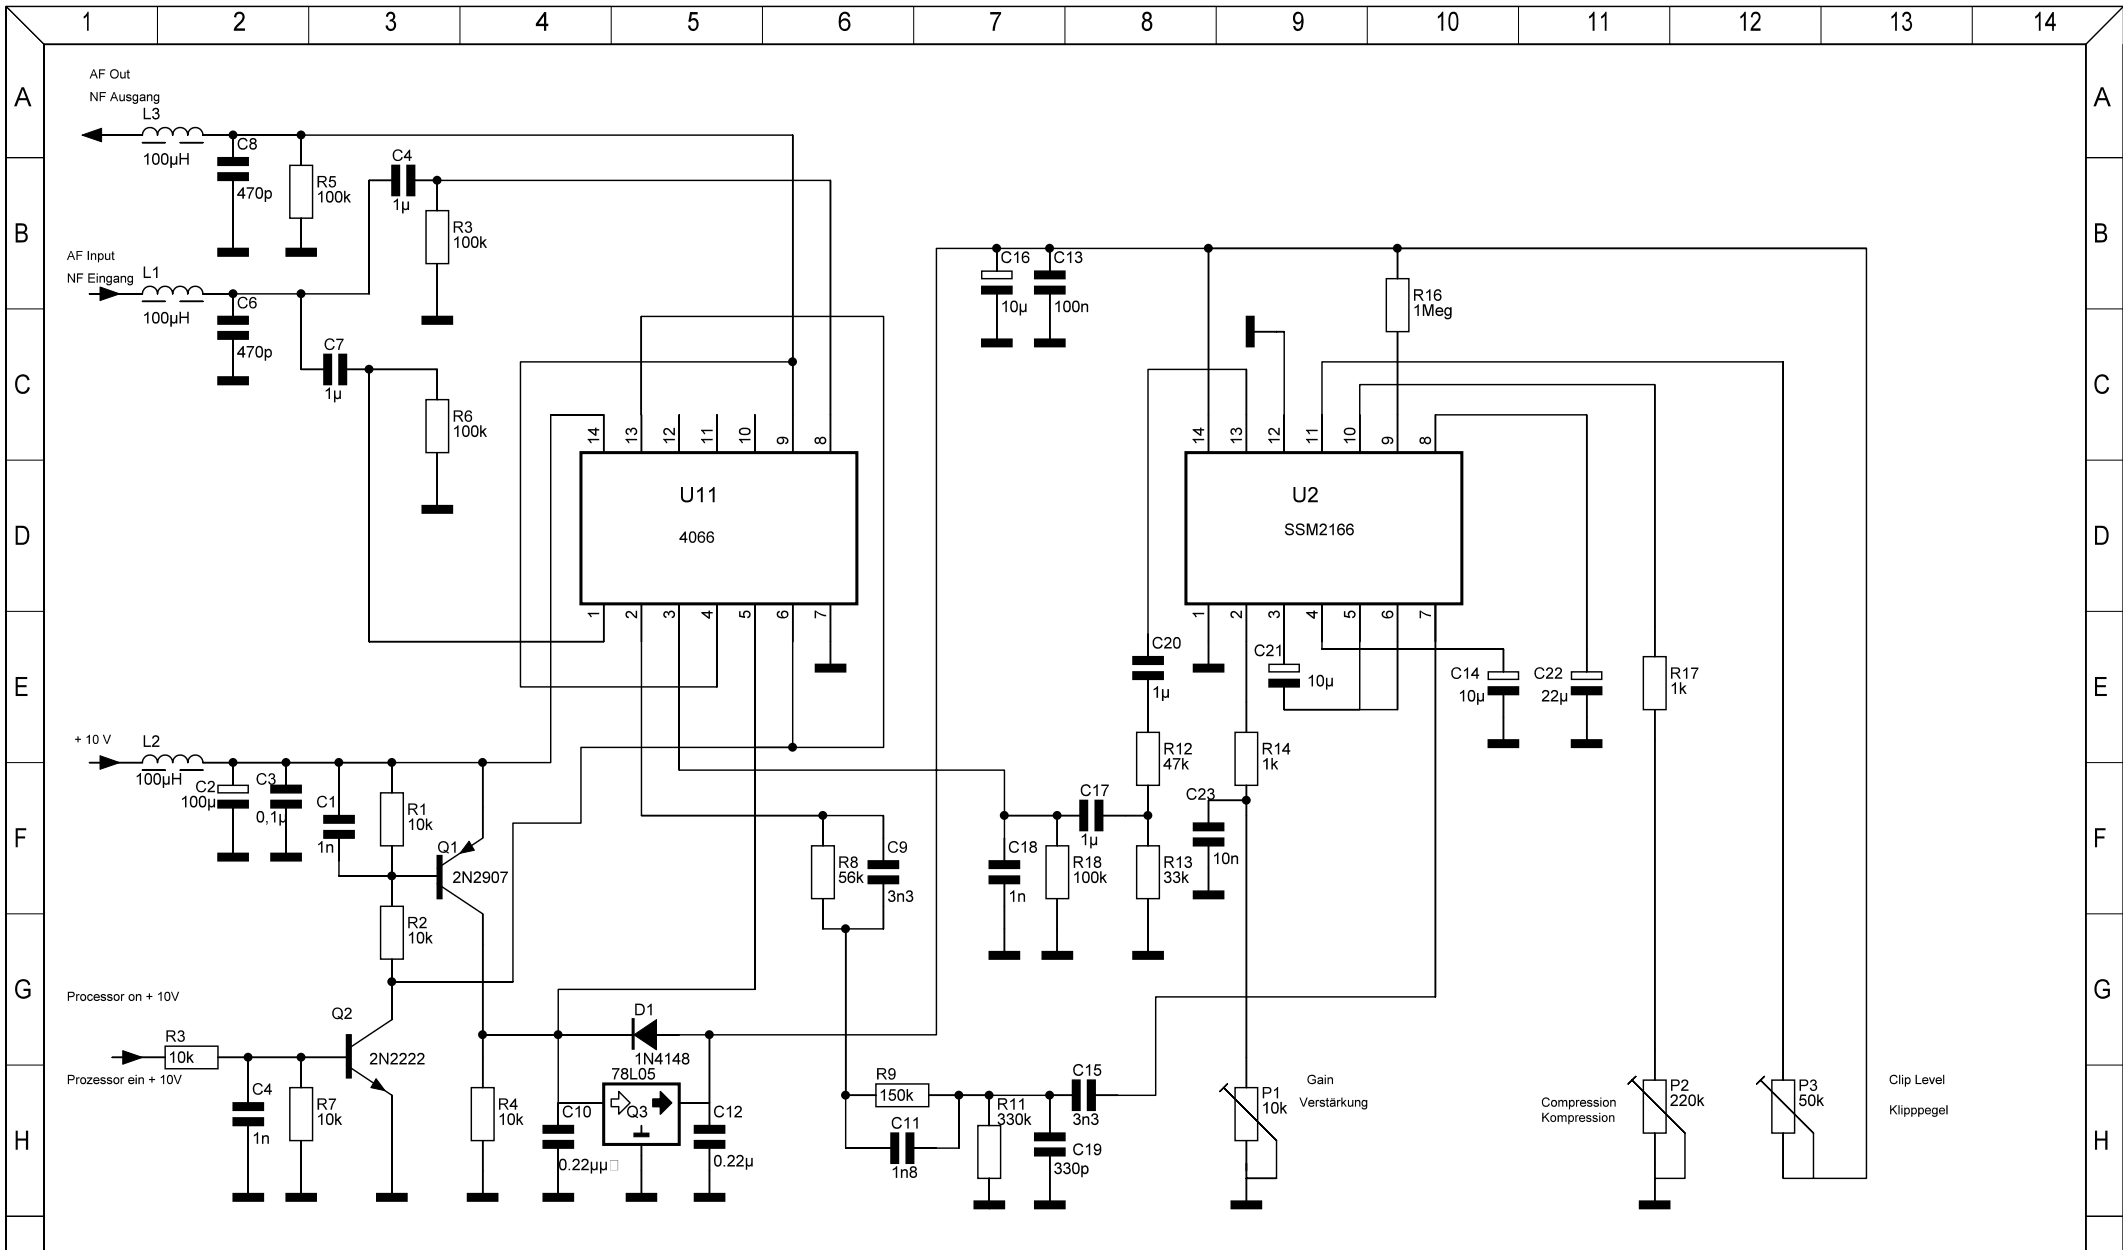 1 2 3 4 5 6 7 8 9 10 11 12 13 14
A A
AF Out
NF Ausgang
L3
100µH
C8
470p
R5
100k
C4
1µ
R3
100k
B B
AF Input
NF Eingang
L1
100µH
C6
470p
C7
1µ
R6
100k
C16
10µ
C13
100n
R16
1Meg
C C
14 13 12 11 10 9 8
U11
4066
1 2 3 4 5 6 7
14 13 12 11 10 9 8
U2
SSM2166
1 2 3 4 5 6 7
D D
E E
C20
1µ
C21
10µ
C14
10µ
C22
22µ
R17
1k
+ 10 V
L2
100µH
C2
100µ
C3
0,1µ
C1
1n
R1
10k
Q1
2N2907
R12
47k
R14
1k
C23
10n
C17
1µ
F F
R8
56k
C9
3n3
C18
1n
R18
100k
R13
33k
R2
10k
G G
Processor on + 10V
R3
10k
Prozessor ein + 10V
Q2
2N2222
D1
1N4148
78L05
Q3
C4
1n
R7
10k
R4
10k
C10
0.22µµ□
C12
0.22µ
R9
150k
C11
1n8
R11
330k
C15
3n3
C19
330p
P1
10k
Gain
Verstärkung
Compression
Kompression
P2
220k
P3
50k
Clip Level
Klipppegel
H H